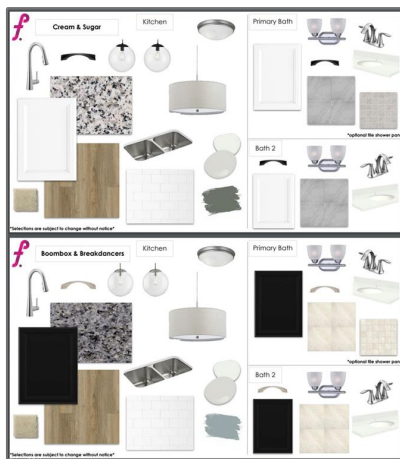 f
Cream & Sugar
Kitchen
Primary Bath
*optional tile shower pan
Bath 2
*Selections are subject to change without notice*
f
Boombox & Breakdancers
Kitchen
Primary Bath
*optional tile shower pan
Bath 2
*Selections are subject to change without notice*